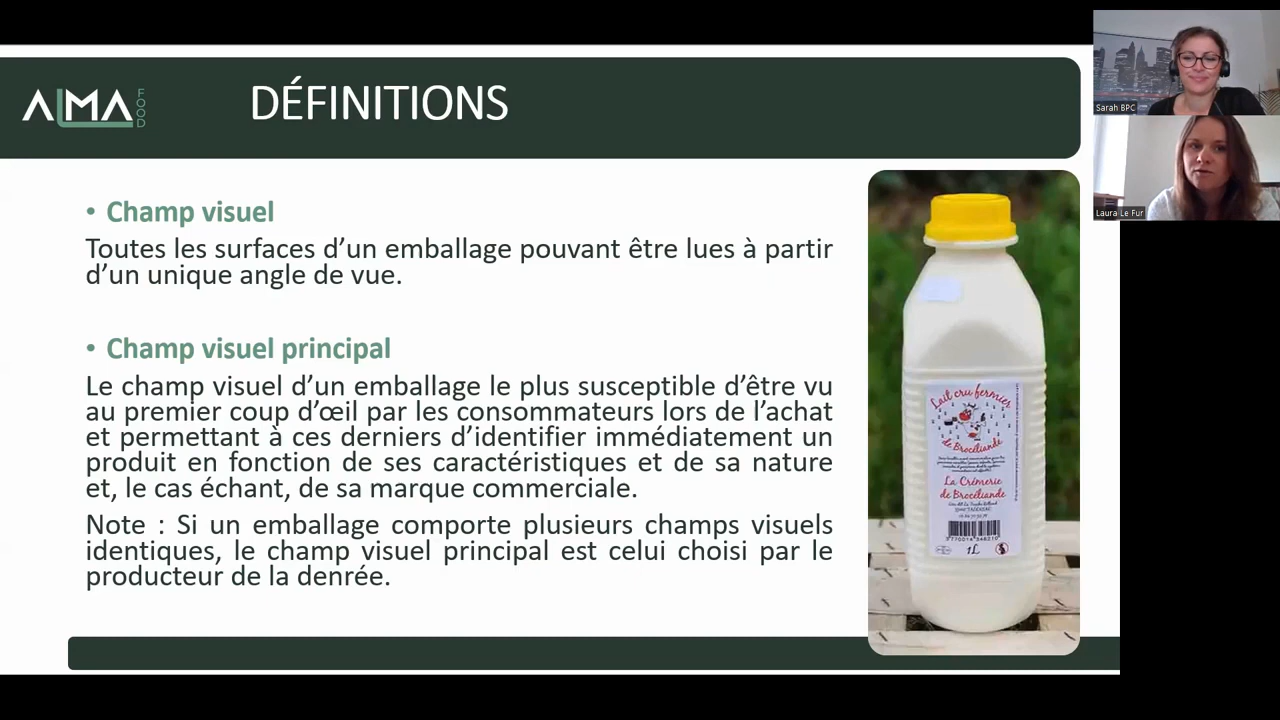 ALMA FOOD
DÉFINITIONS
• Champ visuel
Toutes les surfaces d’un emballage pouvant être lues à partir
d’un unique angle de vue.
• Champ visuel principal
Le champ visuel d’un emballage le plus susceptible d’être vu
au premier coup d’œil par les consommateurs lors de l’achat
et permettant à ces derniers d’identifier immédiatement un
produit en fonction de ses caractéristiques et de sa nature
et, le cas échant, de sa marque commerciale.
Note : Si un emballage comporte plusieurs champs visuels
identiques, le champ visuel principal est celui choisi par le
producteur de la denrée.
Lait cru fermier
de Brocéliande
La Crémerie
de Brocéliande
1L
Sarah BPC
Laura Le Fur